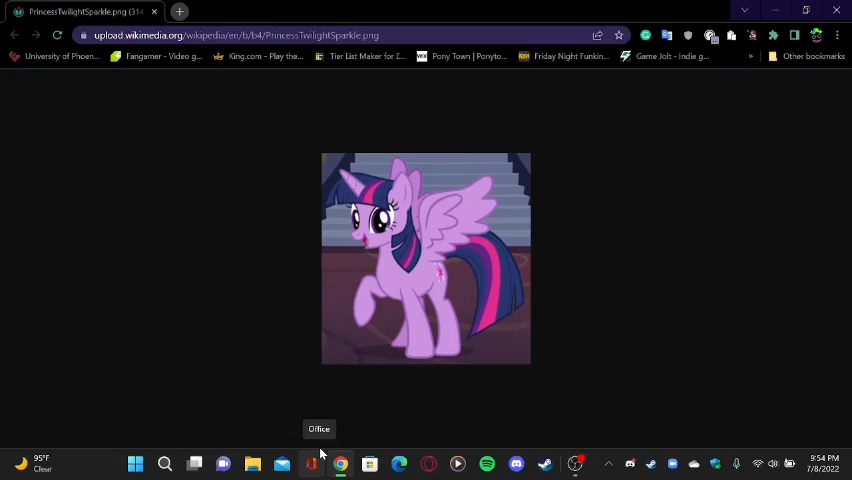 PrincessTwilightSparkle.png (314
upload.wikimedia.org/wikipedia/en/b/b4/PrincessTwilightSparkle.png
University of Phoen...
Fangamer - Video g...
King.com - Play the...
Tier List Maker for E...
WIX
Pony Town | Ponyto...
Friday Night Funkin...
Game Jolt - Indie g...
»
Other bookmarks
Office
95°F
Clear
9:54 PM
7/8/2022